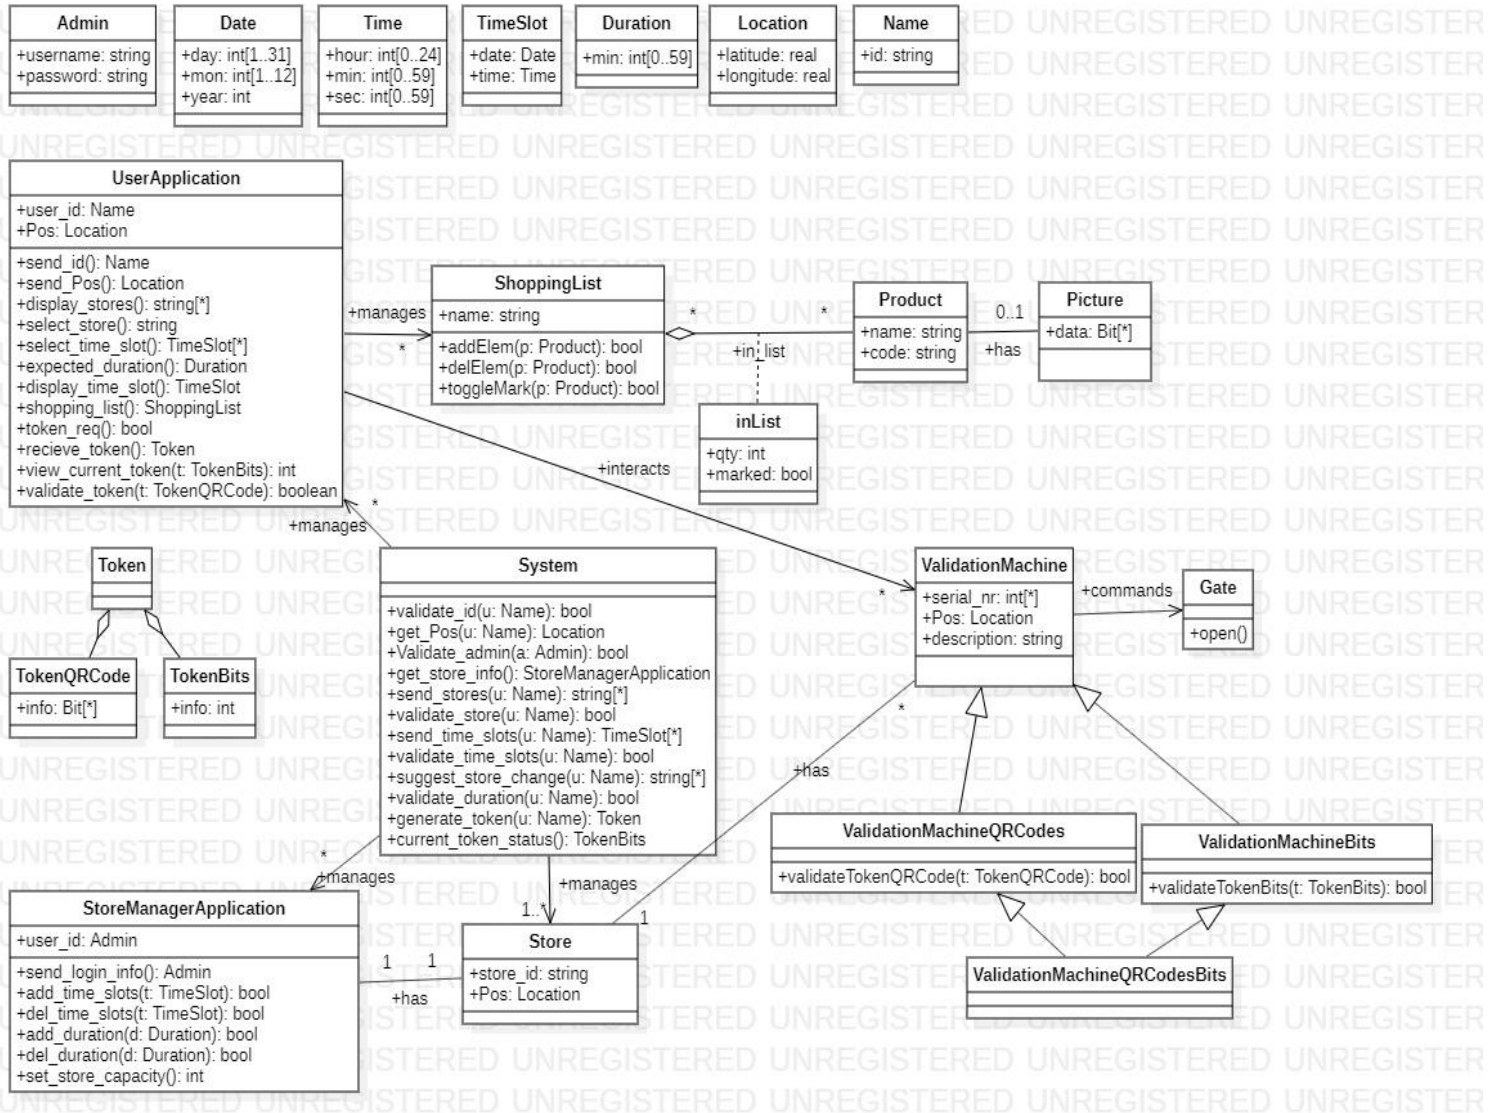 Admin
+username: string
+password: string
Date
+day: int[1..31]
+mon: int[1..12]
+year: int
Time
+hour: int[0..24]
+min: int[0..59]
+sec: int[0..59]
TimeSlot
+date: Date
+time: Time
Duration
+min: int[0..59]
Location
+latitude: real
+longitude: real
Name
+id: string
UserApplication
+user_id: Name
+Pos: Location
+send_id(): Name
+send_Pos(): Location
+display_stores(): string[*]
+select_store(): string
+select_time_slot(): TimeSlot[*]
+expected_duration(): Duration
+display_time_slot(): TimeSlot
+shopping_list(): ShoppingList
+token_req(): bool
+recieve_token(): Token
+view_current_token(t: TokenBits): int
+validate_token(t: TokenQRCode): boolean
+manages
*
ShoppingList
+name: string
+addElem(p: Product): bool
+delElem(p: Product): bool
+toggleMark(p: Product): bool
*
*
+in_list
Product
+name: string
+code: string
0..1
+has
Picture
+data: Bit[*]
inList
+qty: int
+marked: bool
+interacts
*
*
+manages
Token
TokenQRCode
+info: Bit[*]
TokenBits
+info: int
System
+validate_id(u: Name): bool
+get_Pos(u: Name): Location
+Validate_admin(a: Admin): bool
+get_store_info(): StoreManagerApplication
+send_stores(u: Name): string[*]
+validate_store(u: Name): bool
+send_time_slots(u: Name): TimeSlot[*]
+validate_time_slots(u: Name): bool
+suggest_store_change(u: Name): string[*]
+validate_duration(u: Name): bool
+generate_token(u: Name): Token
+current_token_status(): TokenBits
ValidationMachine
+serial_nr: int[*]
+Pos: Location
+description: string
+commands
Gate
+open()
*
+has
1
ValidationMachineQRCodes
+validateTokenQRCode(t: TokenQRCode): bool
ValidationMachineBits
+validateTokenBits(t: TokenBits): bool
ValidationMachineQRCodesBits
*
+manages
+manages
1..*
StoreManagerApplication
+user_id: Admin
+send_login_info(): Admin
+add_time_slots(t: TimeSlot): bool
+del_time_slots(t: TimeSlot): bool
+add_duration(d: Duration): bool
+del_duration(d: Duration): bool
+set_store_capacity(): int
1
1
+has
Store
+store_id: string
+Pos: Location
UNREGISTERED UNREGISTERED UNREGISTERED